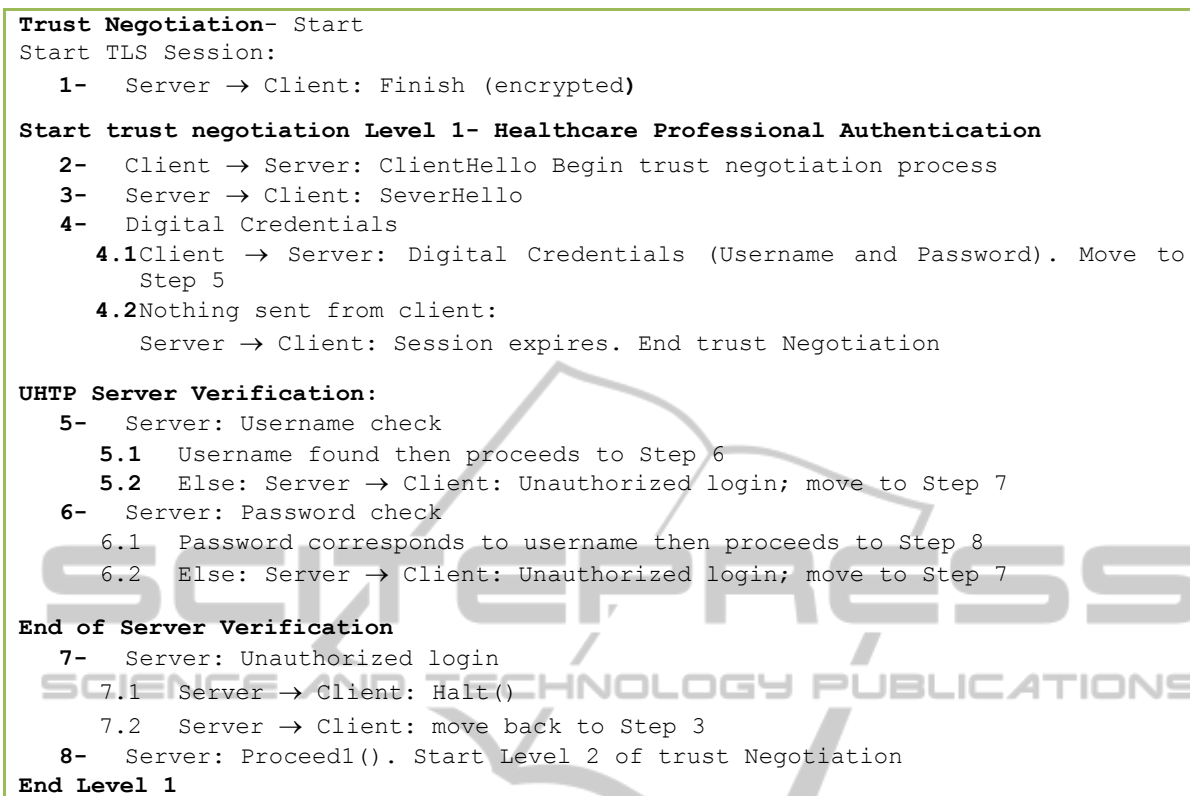 Trust Negotiation- Start
Start TLS Session:
1- Server → Client: Finish (encrypted)
Start trust negotiation Level 1- Healthcare Professional Authentication
2- Client → Server: ClientHello Begin trust negotiation process
3- Server → Client: SeverHello
4- Digital Credentials
4.1Client → Server: Digital Credentials (Username and Password). Move to
Step 5
4.2Nothing sent from client:
Server → Client: Session expires. End trust Negotiation
UHTP Server Verification:
5- Server: Username check
5.1 Username found then proceeds to Step 6
5.2 Else: Server → Client: Unauthorized login; move to Step 7
6- Server: Password check
6.1 Password corresponds to username then proceeds to Step 8
6.2 Else: Server → Client: Unauthorized login; move to Step 7
SCITEPRESS
End of Server Verification
7- Server: Unauthorized login
SCIENCE AND TECHNOLOGY PUBLICATIONS
7.1 Server → Client: Halt()
7.2 Server → Client: move back to Step 3
8- Server: Proceed1(). Start Level 2 of trust Negotiation
End Level 1